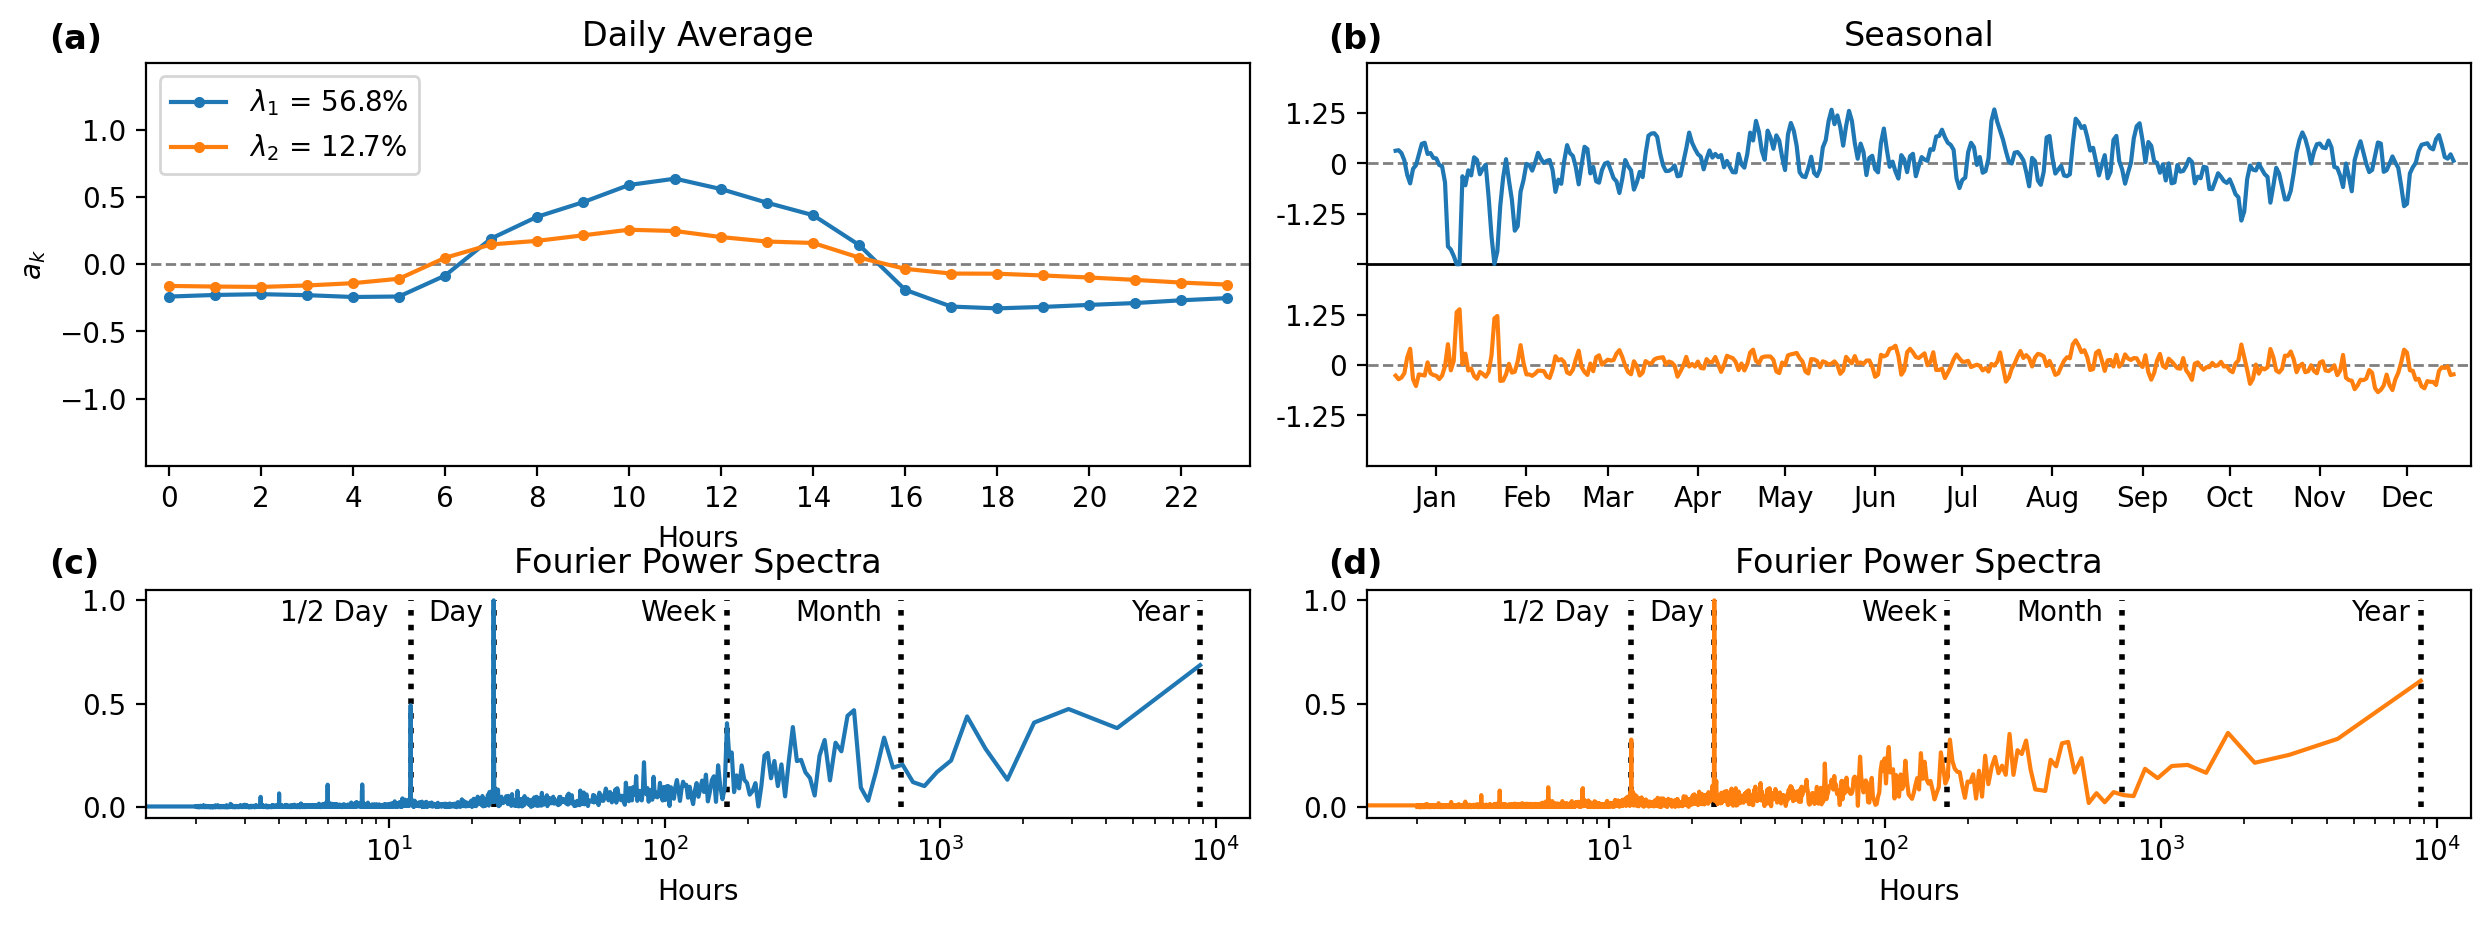 (a)
Daily Average
λ1 = 56.8%
λ2 = 12.7%
1.0
0.5
0.0
−0.5
−1.0
ak
0 2 4 6 8 10 12 14 16 18 20 22
Hours
(b)
Seasonal
1.25
0
-1.25
1.25
0
-1.25
Jan Feb Mar Apr May Jun Jul Aug Sep Oct Nov Dec
(c)
Fourier Power Spectra
1/2 Day Day Week Month Year
1.0
0.5
0.0
10^1 10^2 10^3 10^4
Hours
(d)
Fourier Power Spectra
1/2 Day Day Week Month Year
1.0
0.5
0.0
10^1 10^2 10^3 10^4
Hours